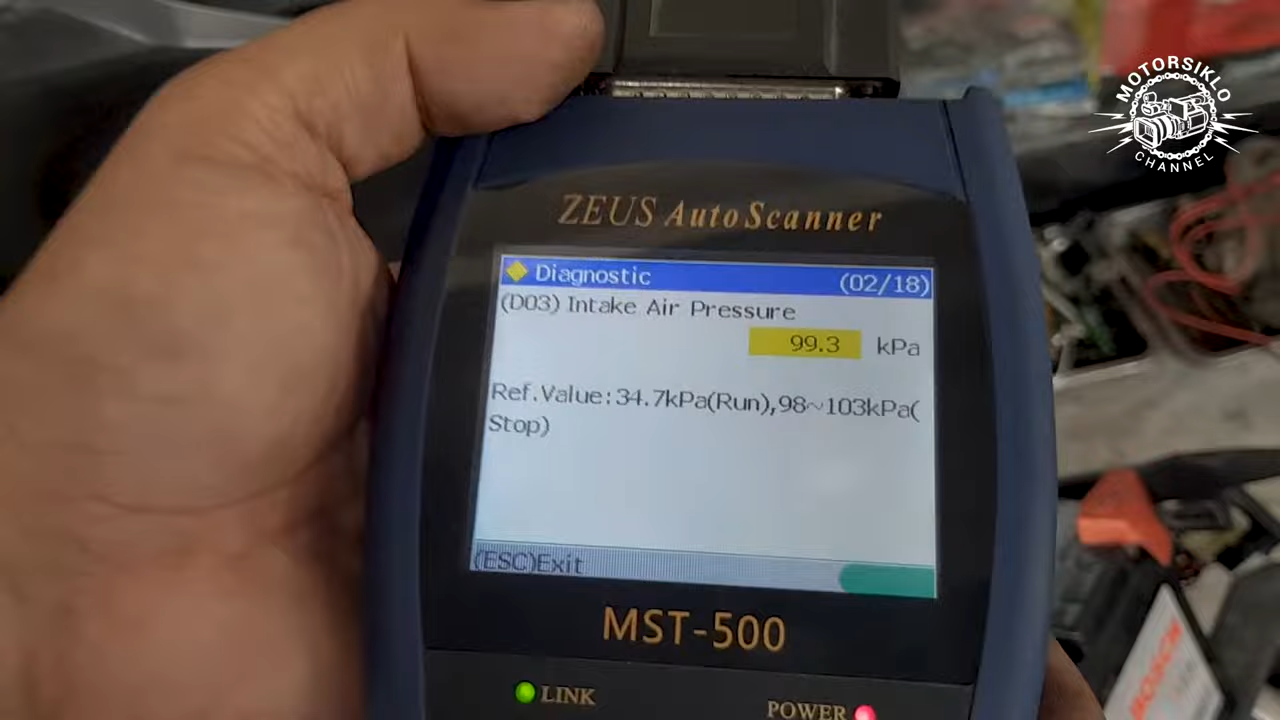 MOTORSIKLO
CHANNEL
ZEUS AutoScanner
Diagnostic (02/18)
(D03) Intake Air Pressure
99.3 kPa
Ref.Value:34.7kPa(Run),98~103kPa(
Stop)
(ESC)Exit
MST-500
LINK
POWER
BOSCH